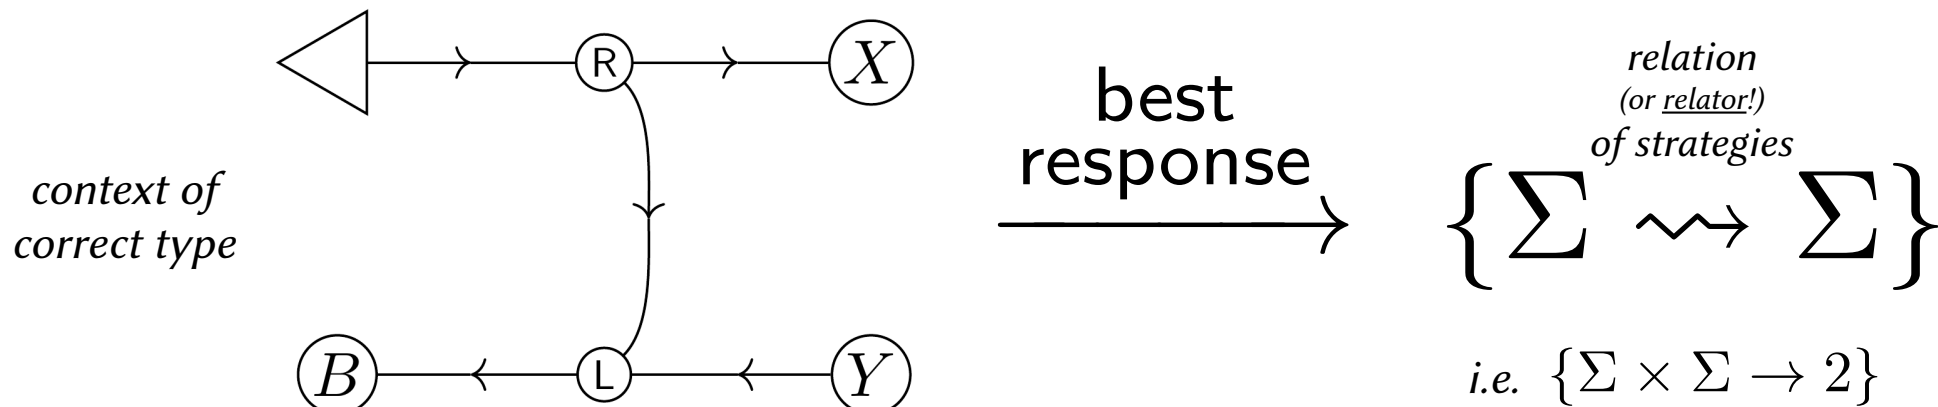 R
X
context of
correct type
B
L
Y
best
response
relation
(or relator!)
of strategies
{Σ ⇝ Σ}
i.e. {Σ × Σ → 2}